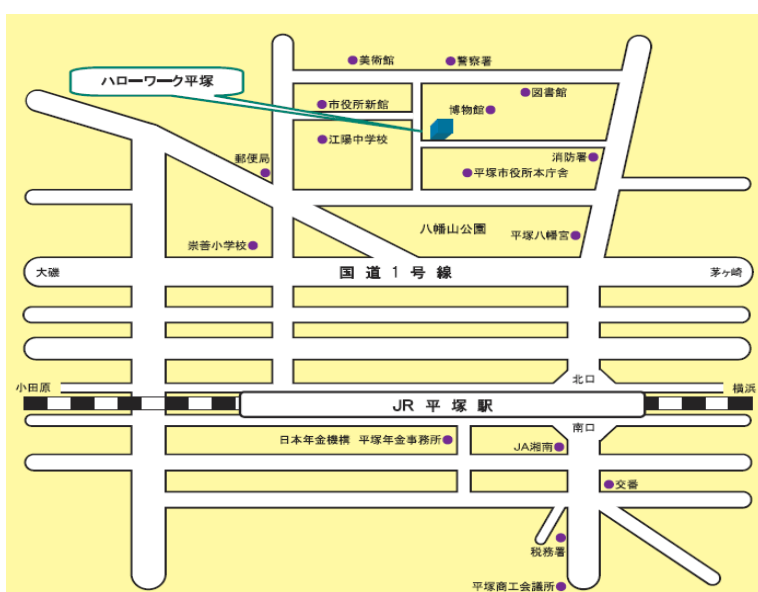 美術館
警察署
ハローワーク平塚
図書館
市役所新館
博物館
江陽中学校
郵便局
消防署
平塚市役所本庁舎
八幡山公園
平塚八幡宮
崇善小学校
大磯
国道1号線
茅ヶ崎
北口
小田原
横浜
JR 平塚駅
南口
日本年金機構 平塚年金事務所
JA湘南
交番
税務署
平塚商工会議所